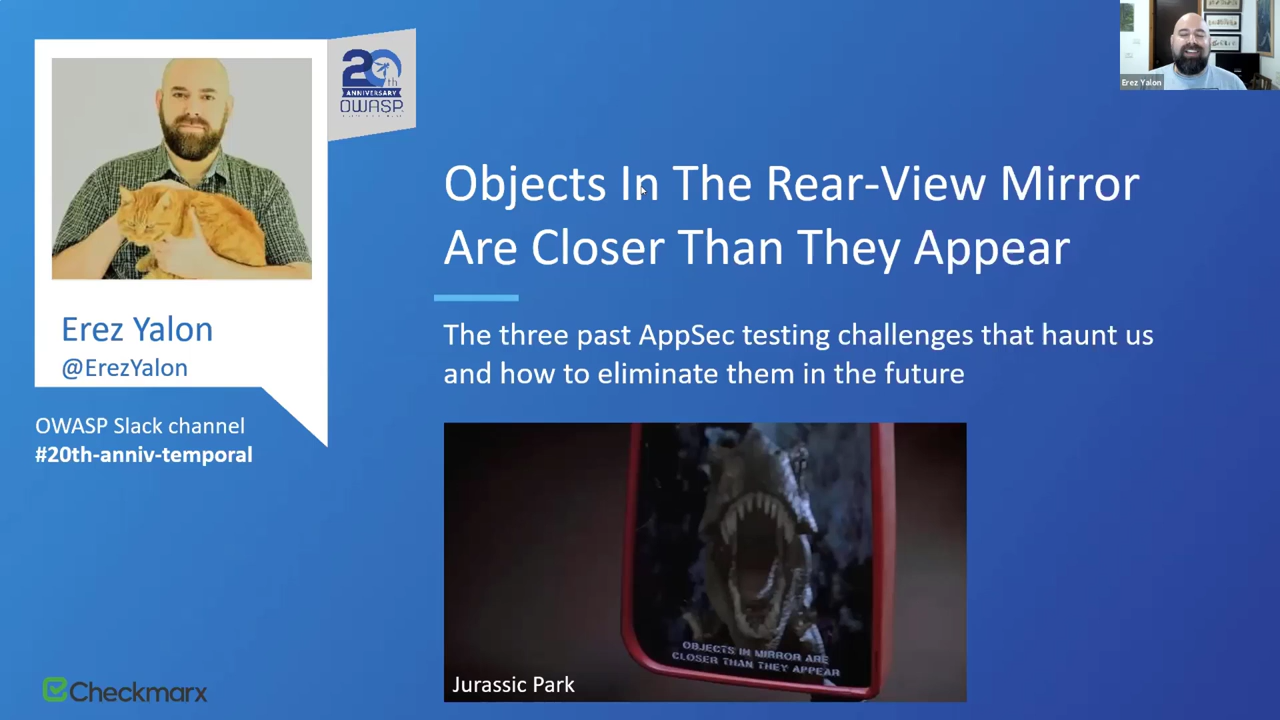 Erez Yalon
20th
ANNIVERSARY
OWASP
Objects In The Rear-View Mirror
Are Closer Than They Appear
The three past AppSec testing challenges that haunt us
and how to eliminate them in the future
Erez Yalon
@ErezYalon
OWASP Slack channel
#20th-anniv-temporal
OBJECTS IN MIRROR ARE
CLOSER THAN THEY APPEAR
Jurassic Park
Checkmarx